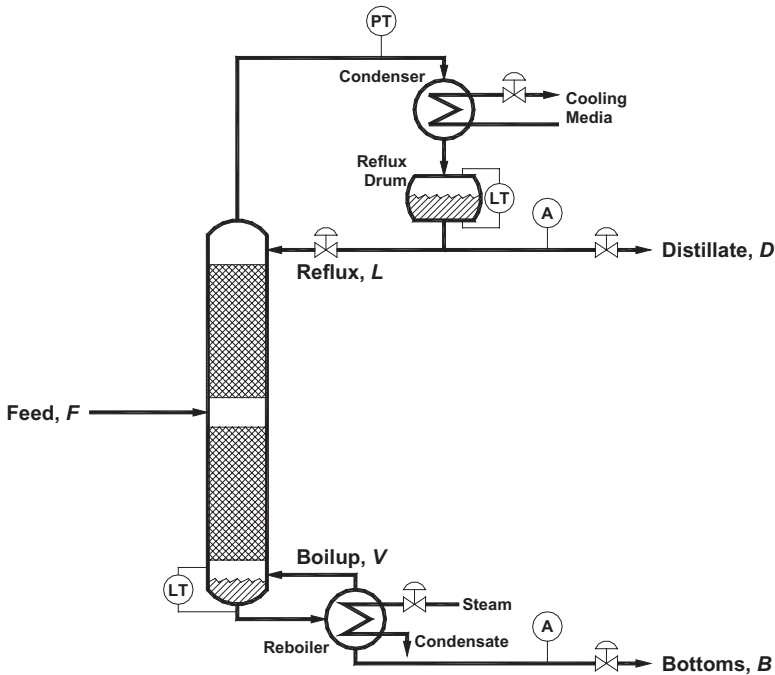 PT
Condenser
Cooling
Media
Reflux
Drum
LT
A
Reflux, L
Distillate, D
Feed, F
Boilup, V
LT
Steam
Condensate
Reboiler
A
Bottoms, B